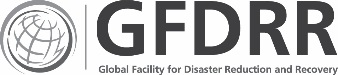 GFDRR
Global Facility for Disaster Reduction and Recovery